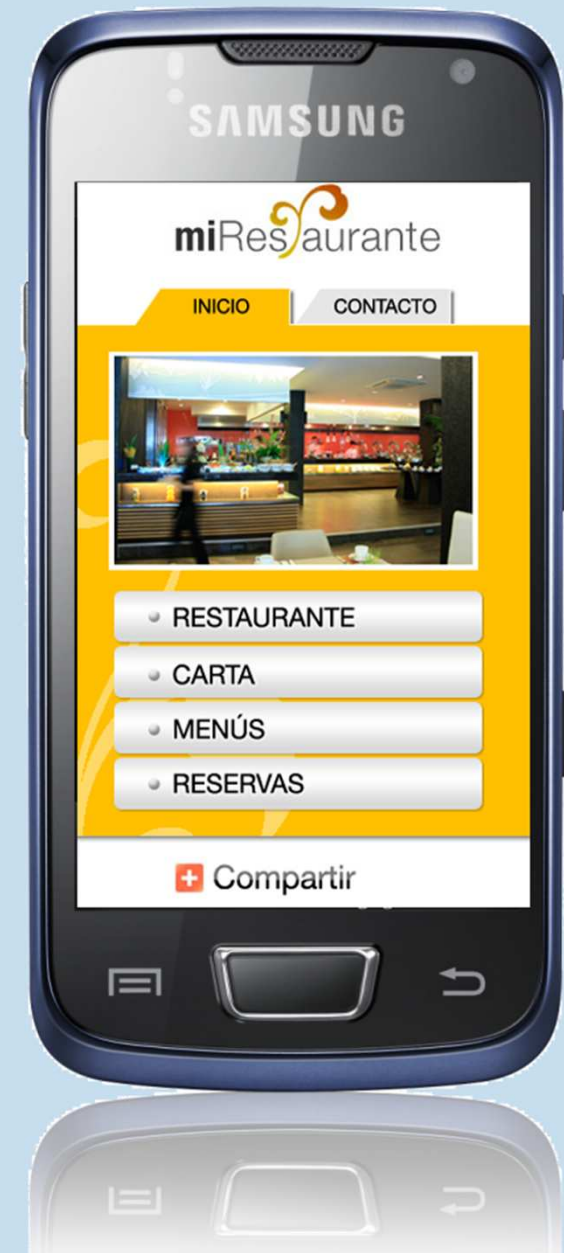 SAMSUNG
miRestaurante
INICIO CONTACTO
RESTAURANTE
CARTA
MENÚS
RESERVAS
Compartir